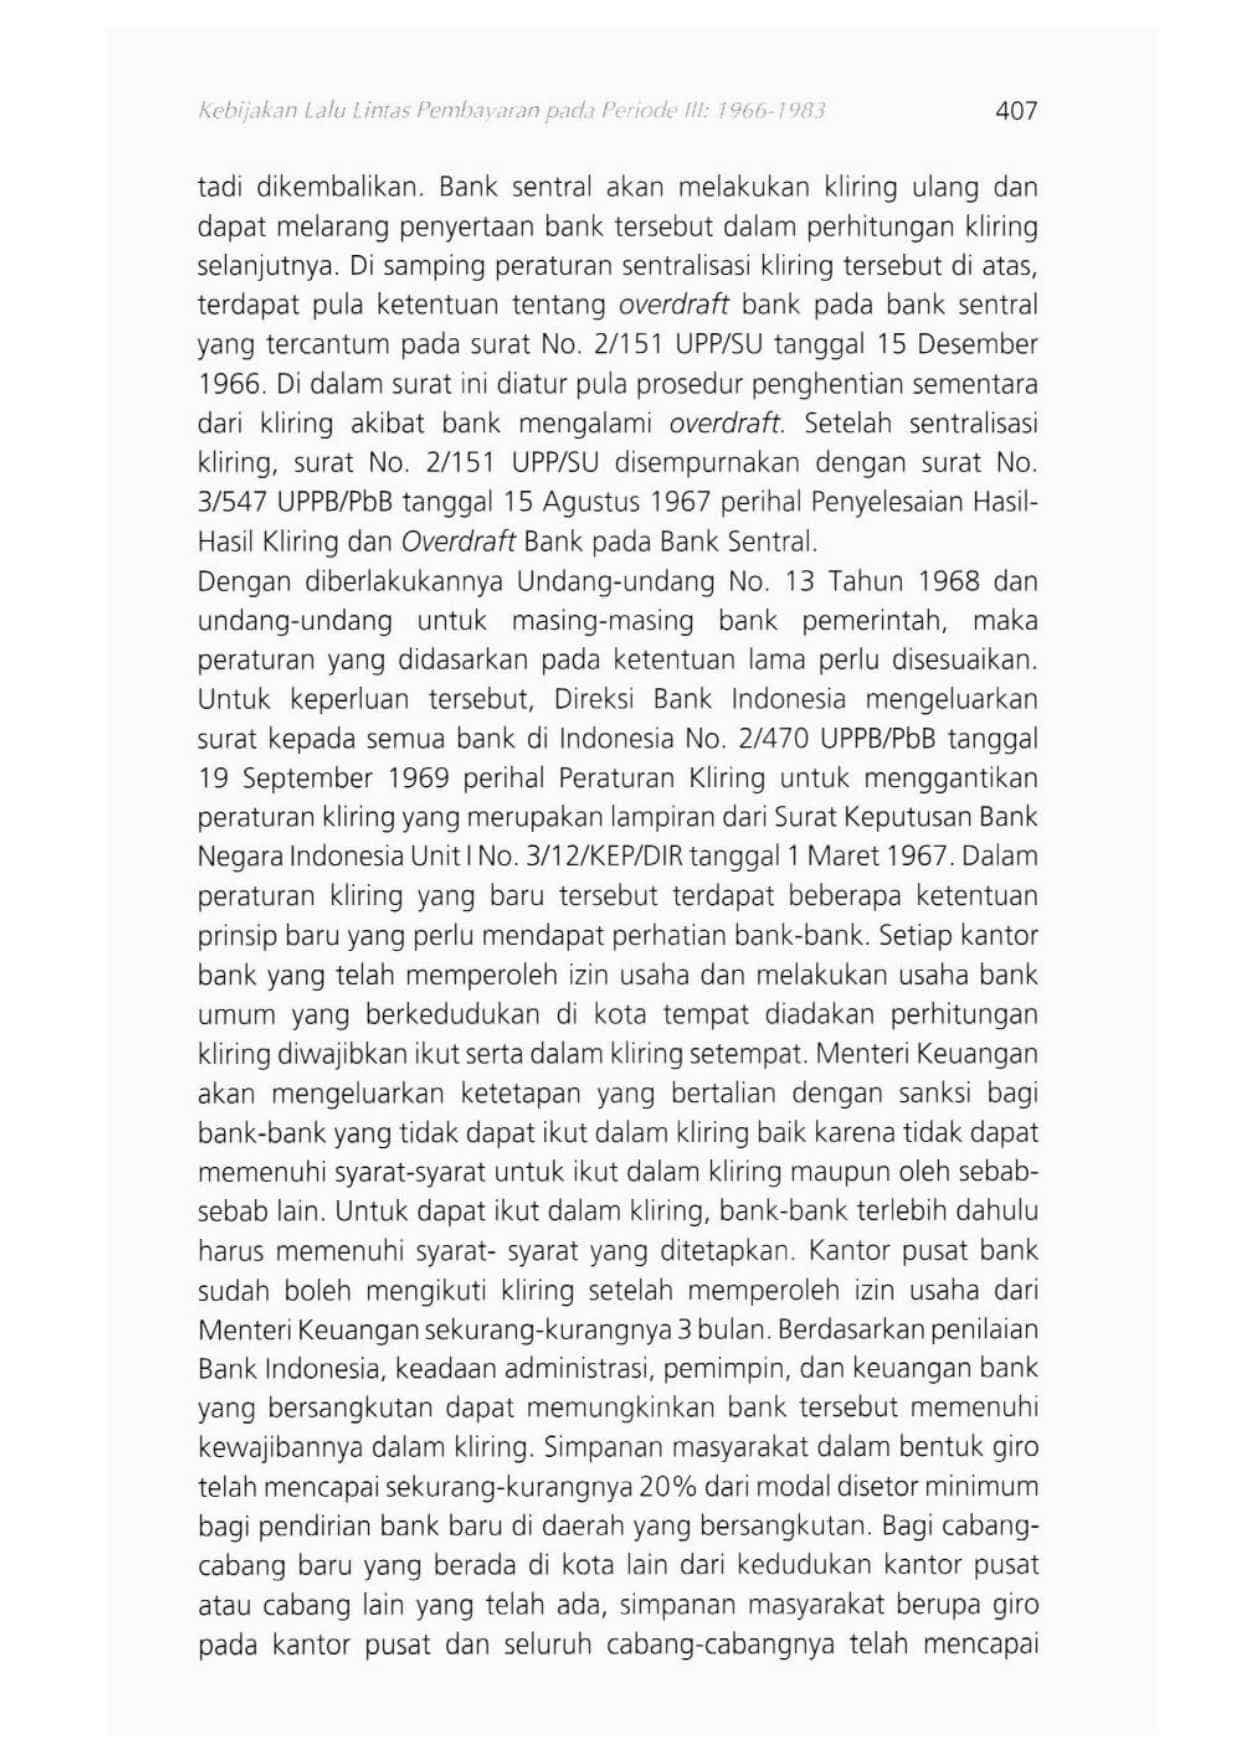 Kebijakan Lalu Lintas Pembayaran pada Periode III: 1966-1983 407
tadi dikembalikan. Bank sentral akan melakukan kliring ulang dan
dapat melarang penyertaan bank tersebut dalam perhitungan kliring
selanjutnya. Di samping peraturan sentralisasi kliring tersebut di atas,
terdapat pula ketentuan tentang overdraft bank pada bank sentral
yang tercantum pada surat No. 2/151 UPP/SU tanggal 15 Desember
1966. Di dalam surat ini diatur pula prosedur penghentian sementara
dari kliring akibat bank mengalami overdraft. Setelah sentralisasi
kliring, surat No. 2/151 UPP/SU disempurnakan dengan surat No.
3/547 UPPB/PbB tanggal 15 Agustus 1967 perihal Penyelesaian Hasil-
Hasil Kliring dan Overdraft Bank pada Bank Sentral.
Dengan diberlakukannya Undang-undang No. 13 Tahun 1968 dan
undang-undang untuk masing-masing bank pemerintah, maka
peraturan yang didasarkan pada ketentuan lama perlu disesuaikan.
Untuk keperluan tersebut, Direksi Bank Indonesia mengeluarkan
surat kepada semua bank di Indonesia No. 2/470 UPPB/PbB tanggal
19 September 1969 perihal Peraturan Kliring untuk menggantikan
peraturan kliring yang merupakan lampiran dari Surat Keputusan Bank
Negara Indonesia Unit I No. 3/12/KEP/DIR tanggal 1 Maret 1967. Dalam
peraturan kliring yang baru tersebut terdapat beberapa ketentuan
prinsip baru yang perlu mendapat perhatian bank-bank. Setiap kantor
bank yang telah memperoleh izin usaha dan melakukan usaha bank
umum yang berkedudukan di kota tempat diadakan perhitungan
kliring diwajibkan ikut serta dalam kliring setempat. Menteri Keuangan
akan mengeluarkan ketetapan yang bertalian dengan sanksi bagi
bank-bank yang tidak dapat ikut dalam kliring baik karena tidak dapat
memenuhi syarat-syarat untuk ikut dalam kliring maupun oleh sebab-
sebab lain. Untuk dapat ikut dalam kliring, bank-bank terlebih dahulu
harus memenuhi syarat- syarat yang ditetapkan. Kantor pusat bank
sudah boleh mengikuti kliring setelah memperoleh izin usaha dari
Menteri Keuangan sekurang-kurangnya 3 bulan. Berdasarkan penilaian
Bank Indonesia, keadaan administrasi, pemimpin, dan keuangan bank
yang bersangkutan dapat memungkinkan bank tersebut memenuhi
kewajibannya dalam kliring. Simpanan masyarakat dalam bentuk giro
telah mencapai sekurang-kurangnya 20% dari modal disetor minimum
bagi pendirian bank baru di daerah yang bersangkutan. Bagi cabang-
cabang baru yang berada di kota lain dari kedudukan kantor pusat
atau cabang lain yang telah ada, simpanan masyarakat berupa giro
pada kantor pusat dan seluruh cabang-cabangnya telah mencapai